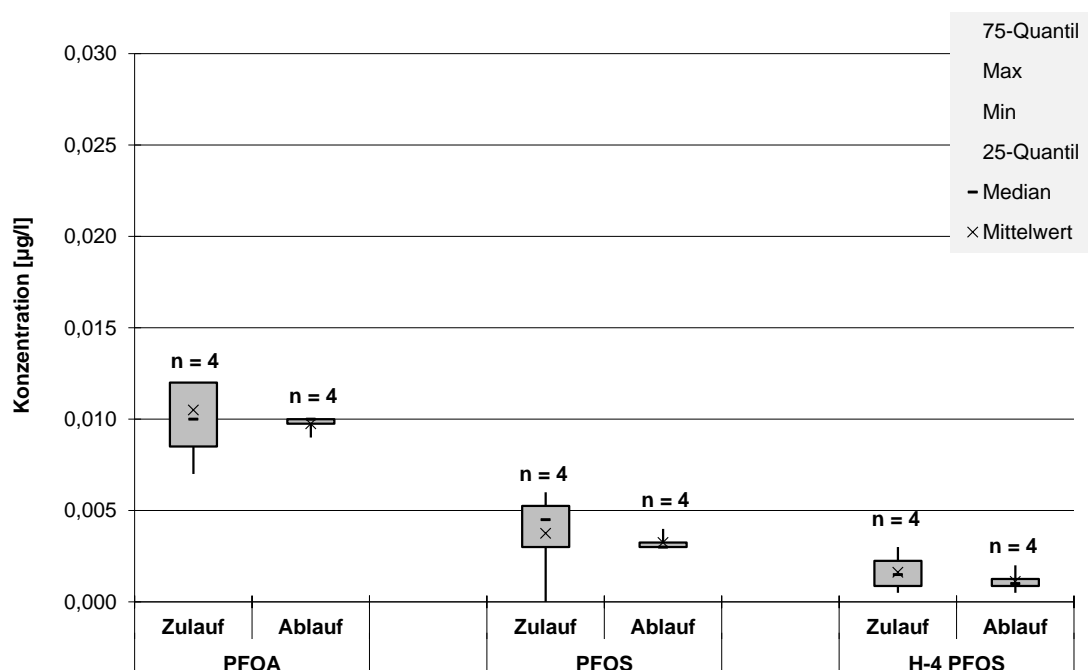 75-Quantil
Max
Min
25-Quantil
Median
Mittelwert
Konzentration [µg/l]
0,030
0,025
0,020
0,015
0,010
0,005
0,000
n = 4
n = 4
n = 4
n = 4
n = 4
n = 4
Zulauf Ablauf Zulauf Ablauf Zulauf Ablauf
PFOA PFOS H-4 PFOS